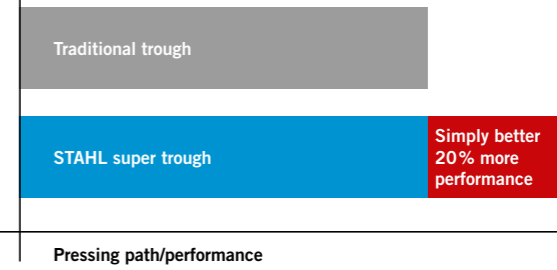 Traditional trough
STAHL super trough
Simply better
20% more
performance
Pressing path/performance